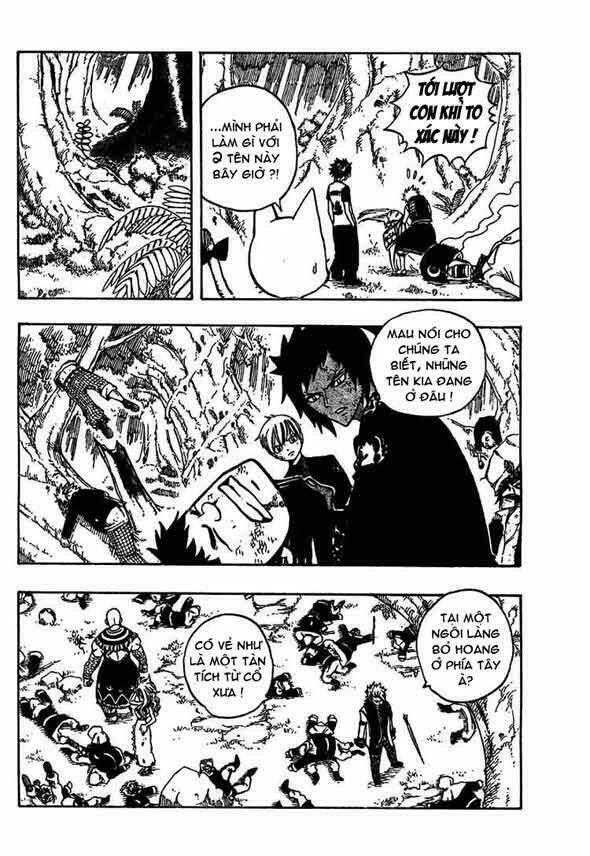 ...MÌNH PHẢI
LÀM GÌ VỚI
2 TÊN NÀY
BÂY GIỜ ?!
TỚI LƯỢT
CON KHỈ TO
XÁC NÀY !
MAU NÓI CHO
CHÚNG TA
BIẾT, NHỮNG
TÊN KIA ĐANG
Ở ĐÂU !
CÓ VẺ NHƯ
LÀ MỘT TÀN
TÍCH TỪ CỔ
XƯA !
TẠI MỘT
NGÔI LÀNG
BỎ HOANG
Ở PHÍA TÂY
À?